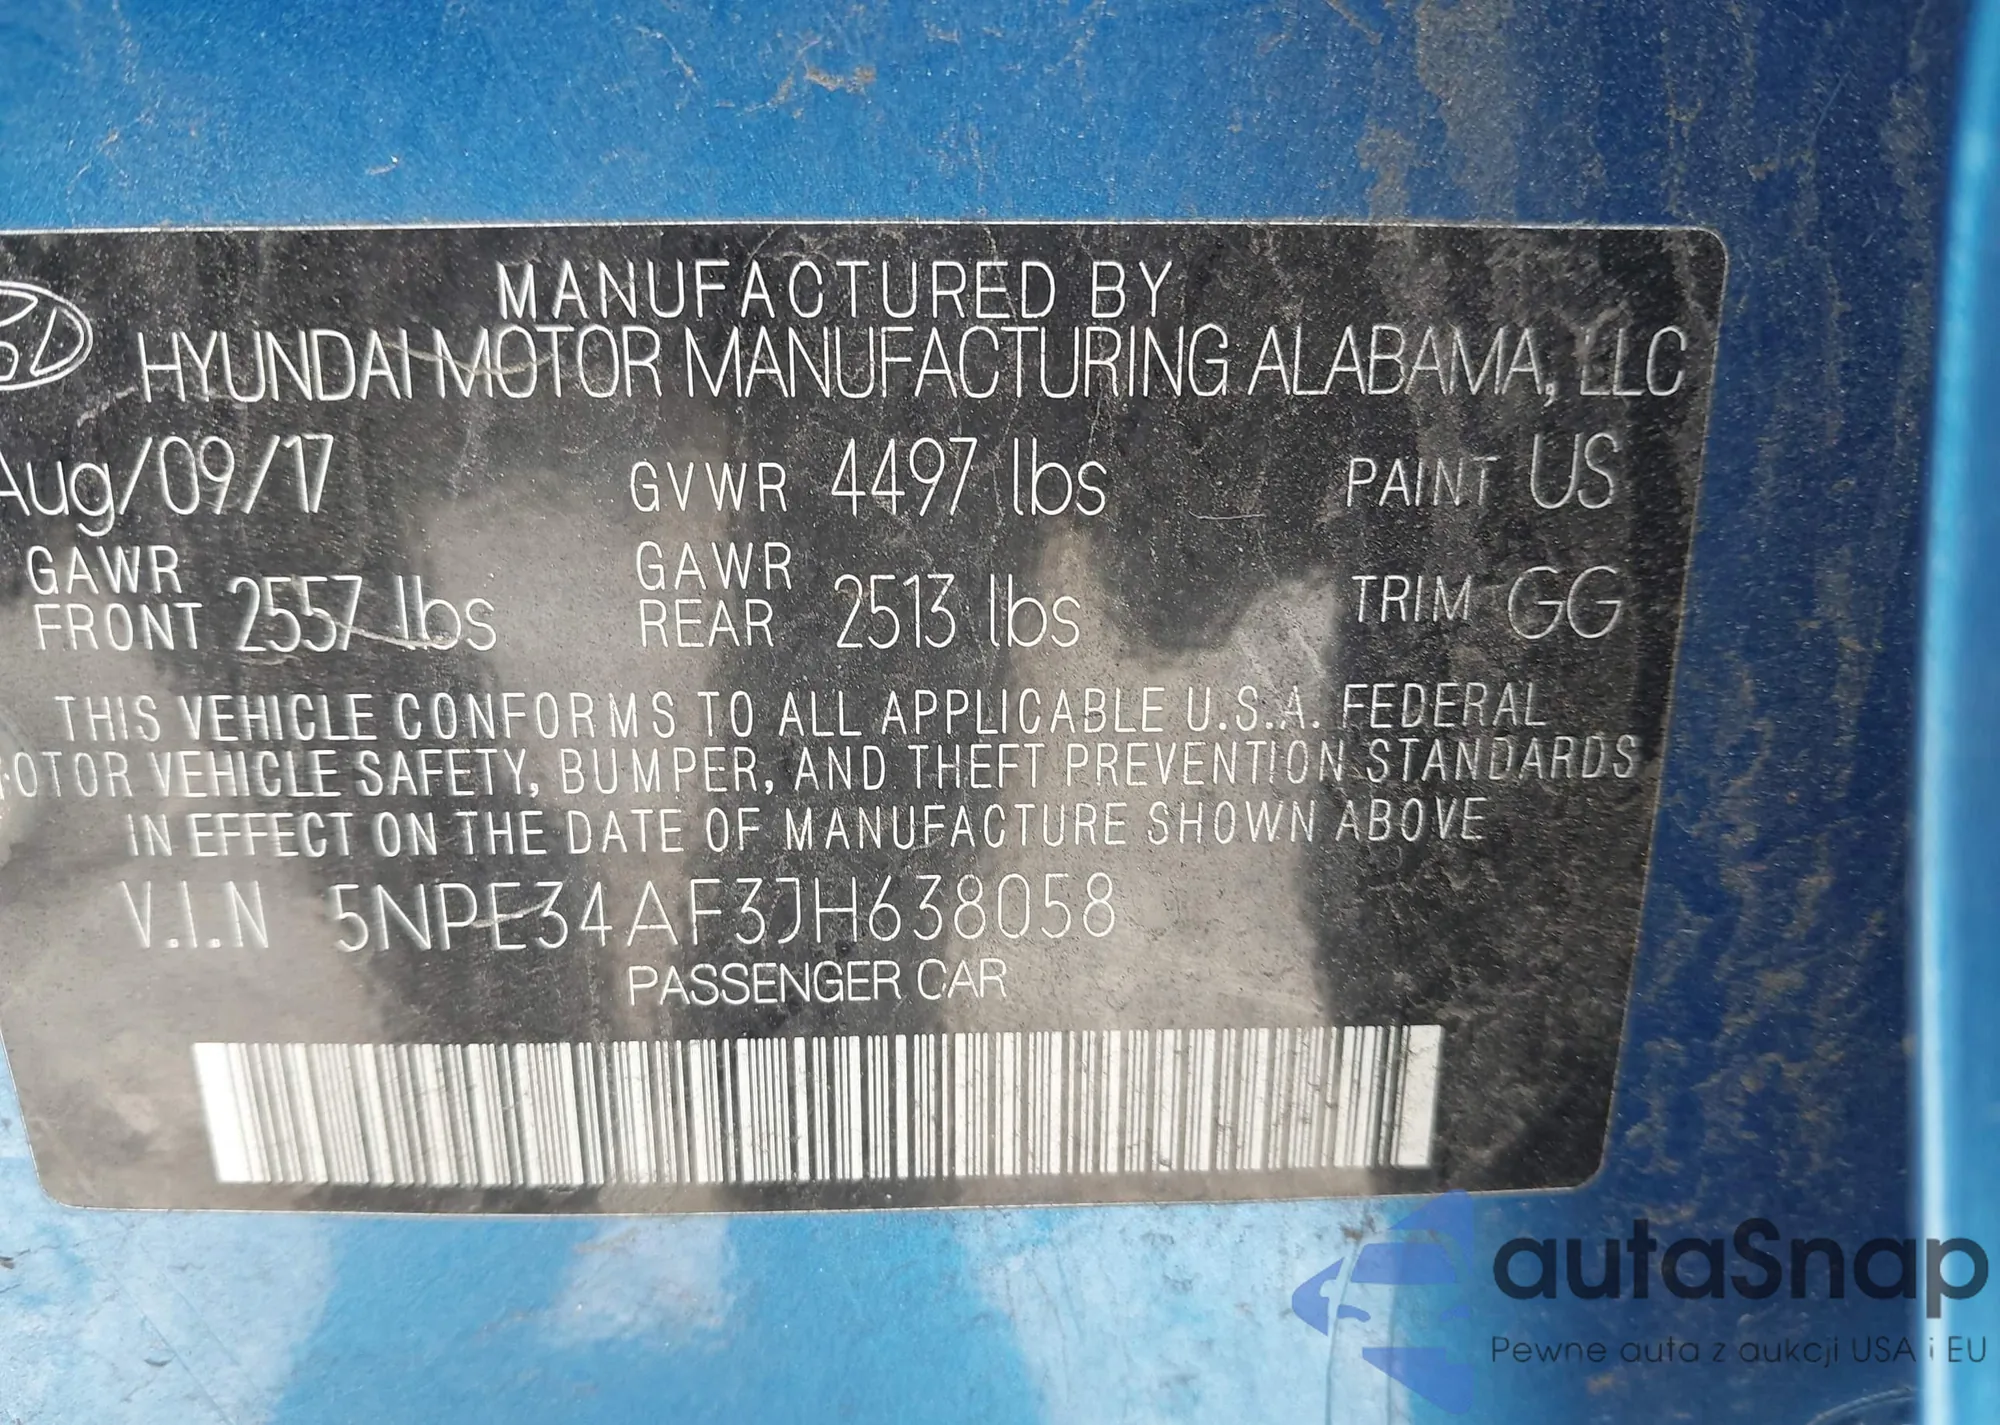 MANUFACTURED BY
HYUNDAI MOTOR MANUFACTURING ALABAMA, LLC
Aug/09/17 GVWR 4497 lbs PAINT US
GAWR FRONT 2557 lbs GAWR REAR 2513 lbs TRIM GG
THIS VEHICLE CONFORMS TO ALL APPLICABLE U.S.A. FEDERAL
MOTOR VEHICLE SAFETY, BUMPER, AND THEFT PREVENTION STANDARDS
IN EFFECT ON THE DATE OF MANUFACTURE SHOWN ABOVE
V.I.N 5NPE34AF3JH638058
PASSENGER CAR
autaSnap
Pewne auta z aukcji USA i EU